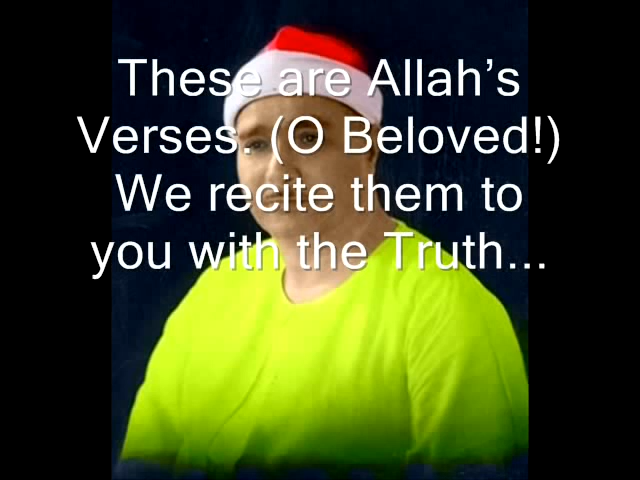 These are Allah’s
Verses. (O Beloved!)
We recite them to
you with the Truth...